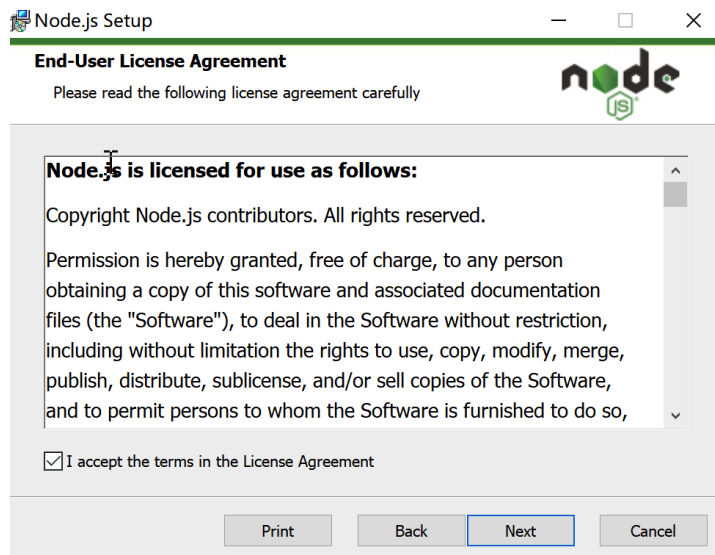 Node.js Setup
End-User License Agreement
Please read the following license agreement carefully
node
JS
Node.js is licensed for use as follows:
Copyright Node.js contributors. All rights reserved.
Permission is hereby granted, free of charge, to any person
obtaining a copy of this software and associated documentation
files (the "Software"), to deal in the Software without restriction,
including without limitation the rights to use, copy, modify, merge,
publish, distribute, sublicense, and/or sell copies of the Software,
and to permit persons to whom the Software is furnished to do so,
I accept the terms in the License Agreement
Print Back Next Cancel